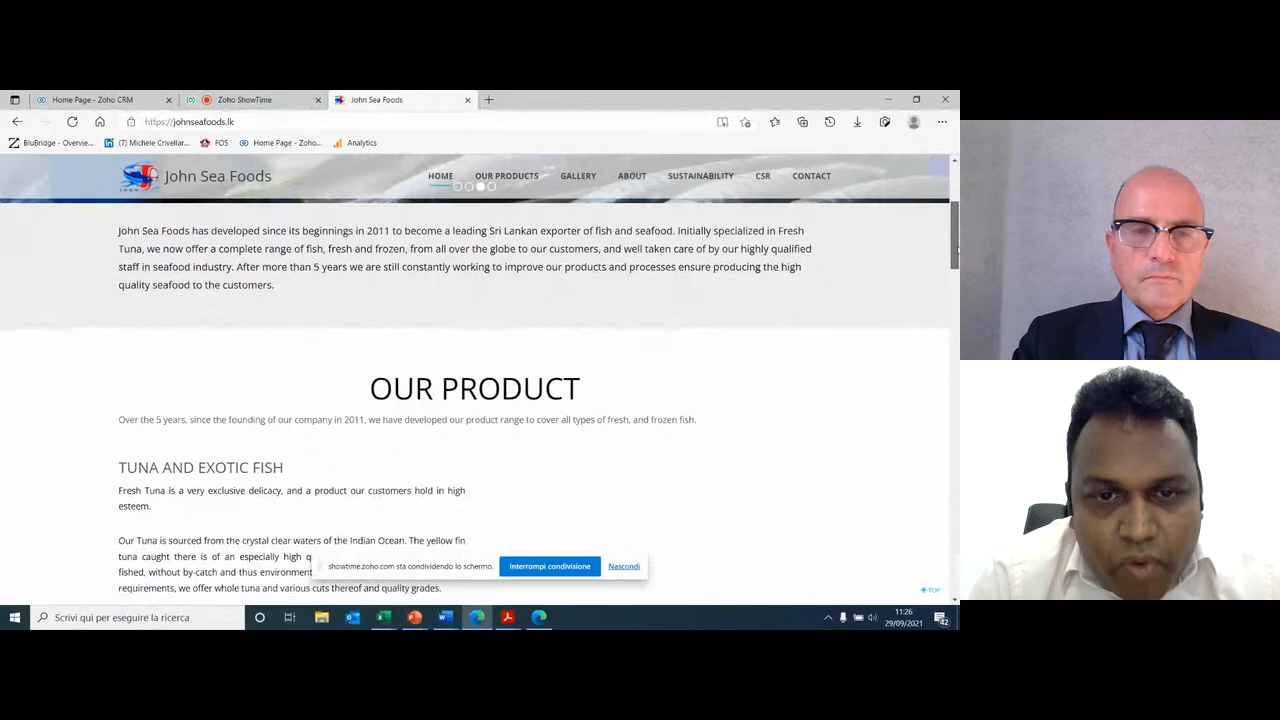 Home Page - Zoho CRM
Zoho ShowTime
John Sea Foods
https://johnseafoods.lk
BluBridge - Overvie...
(7) Michele Crivellar...
FOS
Home Page - Zoho...
Analytics
John Sea Foods
HOME
OUR PRODUCTS
GALLERY
ABOUT
SUSTAINABILITY
CSR
CONTACT
John Sea Foods has developed since its beginnings in 2011 to become a leading Sri Lankan exporter of fish and seafood. Initially specialized in Fresh
Tuna, we now offer a complete range of fish, fresh and frozen, from all over the globe to our customers, and well taken care of by our highly qualified
staff in seafood industry. After more than 5 years we are still constantly working to improve our products and processes ensure producing the high
quality seafood to the customers.
OUR PRODUCT
Over the 5 years, since the founding of our company in 2011, we have developed our product range to cover all types of fresh, and frozen fish.
TUNA AND EXOTIC FISH
Fresh Tuna is a very exclusive delicacy, and a product our customers hold in high
esteem.
Our Tuna is sourced from the crystal clear waters of the Indian Ocean. The yellow fin
tuna caught there is of an especially high q
fished, without by-catch and thus environment
requirements, we offer whole tuna and various cuts thereof and quality grades.
showtime.zoho.com sta condividendo lo schermo.
Interrompi condivisione
Nascondi
TOP
Scrivi qui per eseguire la ricerca
11:26
29/09/2021
42